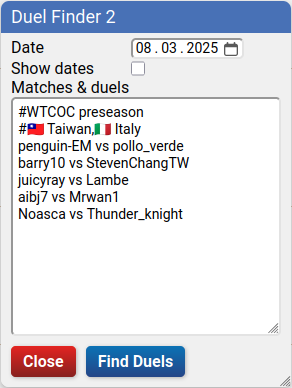 Duel Finder 2
Date 08.03.2025
Show dates
Matches & duels
#WTCOC preseason
#🇹🇼 Taiwan,🇮🇹 Italy
penguin-EM vs pollo_verde
barry10 vs StevenChangTW
juicyray vs Lambe
aibj7 vs Mrwan1
Noasca vs Thunder_knight
Close Find Duels